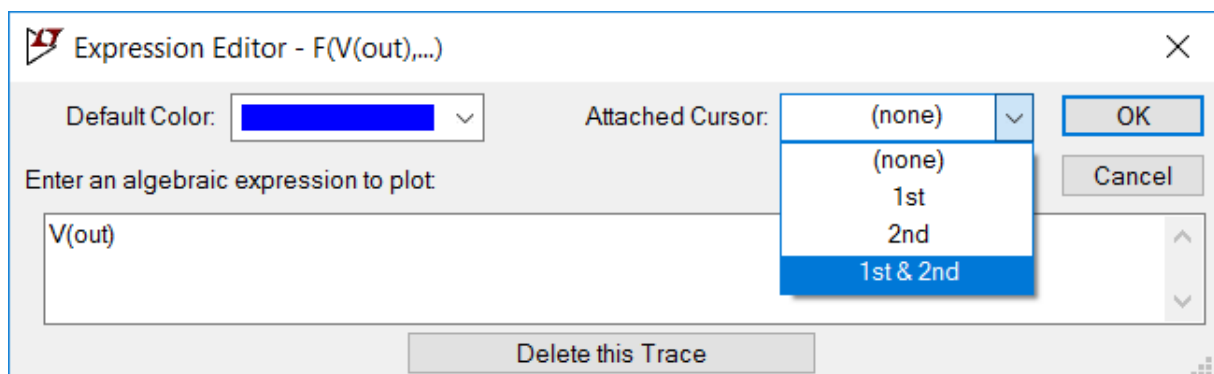 Expression Editor - F(V(out),...)
Default Color:
Attached Cursor: (none) OK
Enter an algebraic expression to plot:
(none)
Cancel
1st
2nd
1st & 2nd
V(out)
Delete this Trace